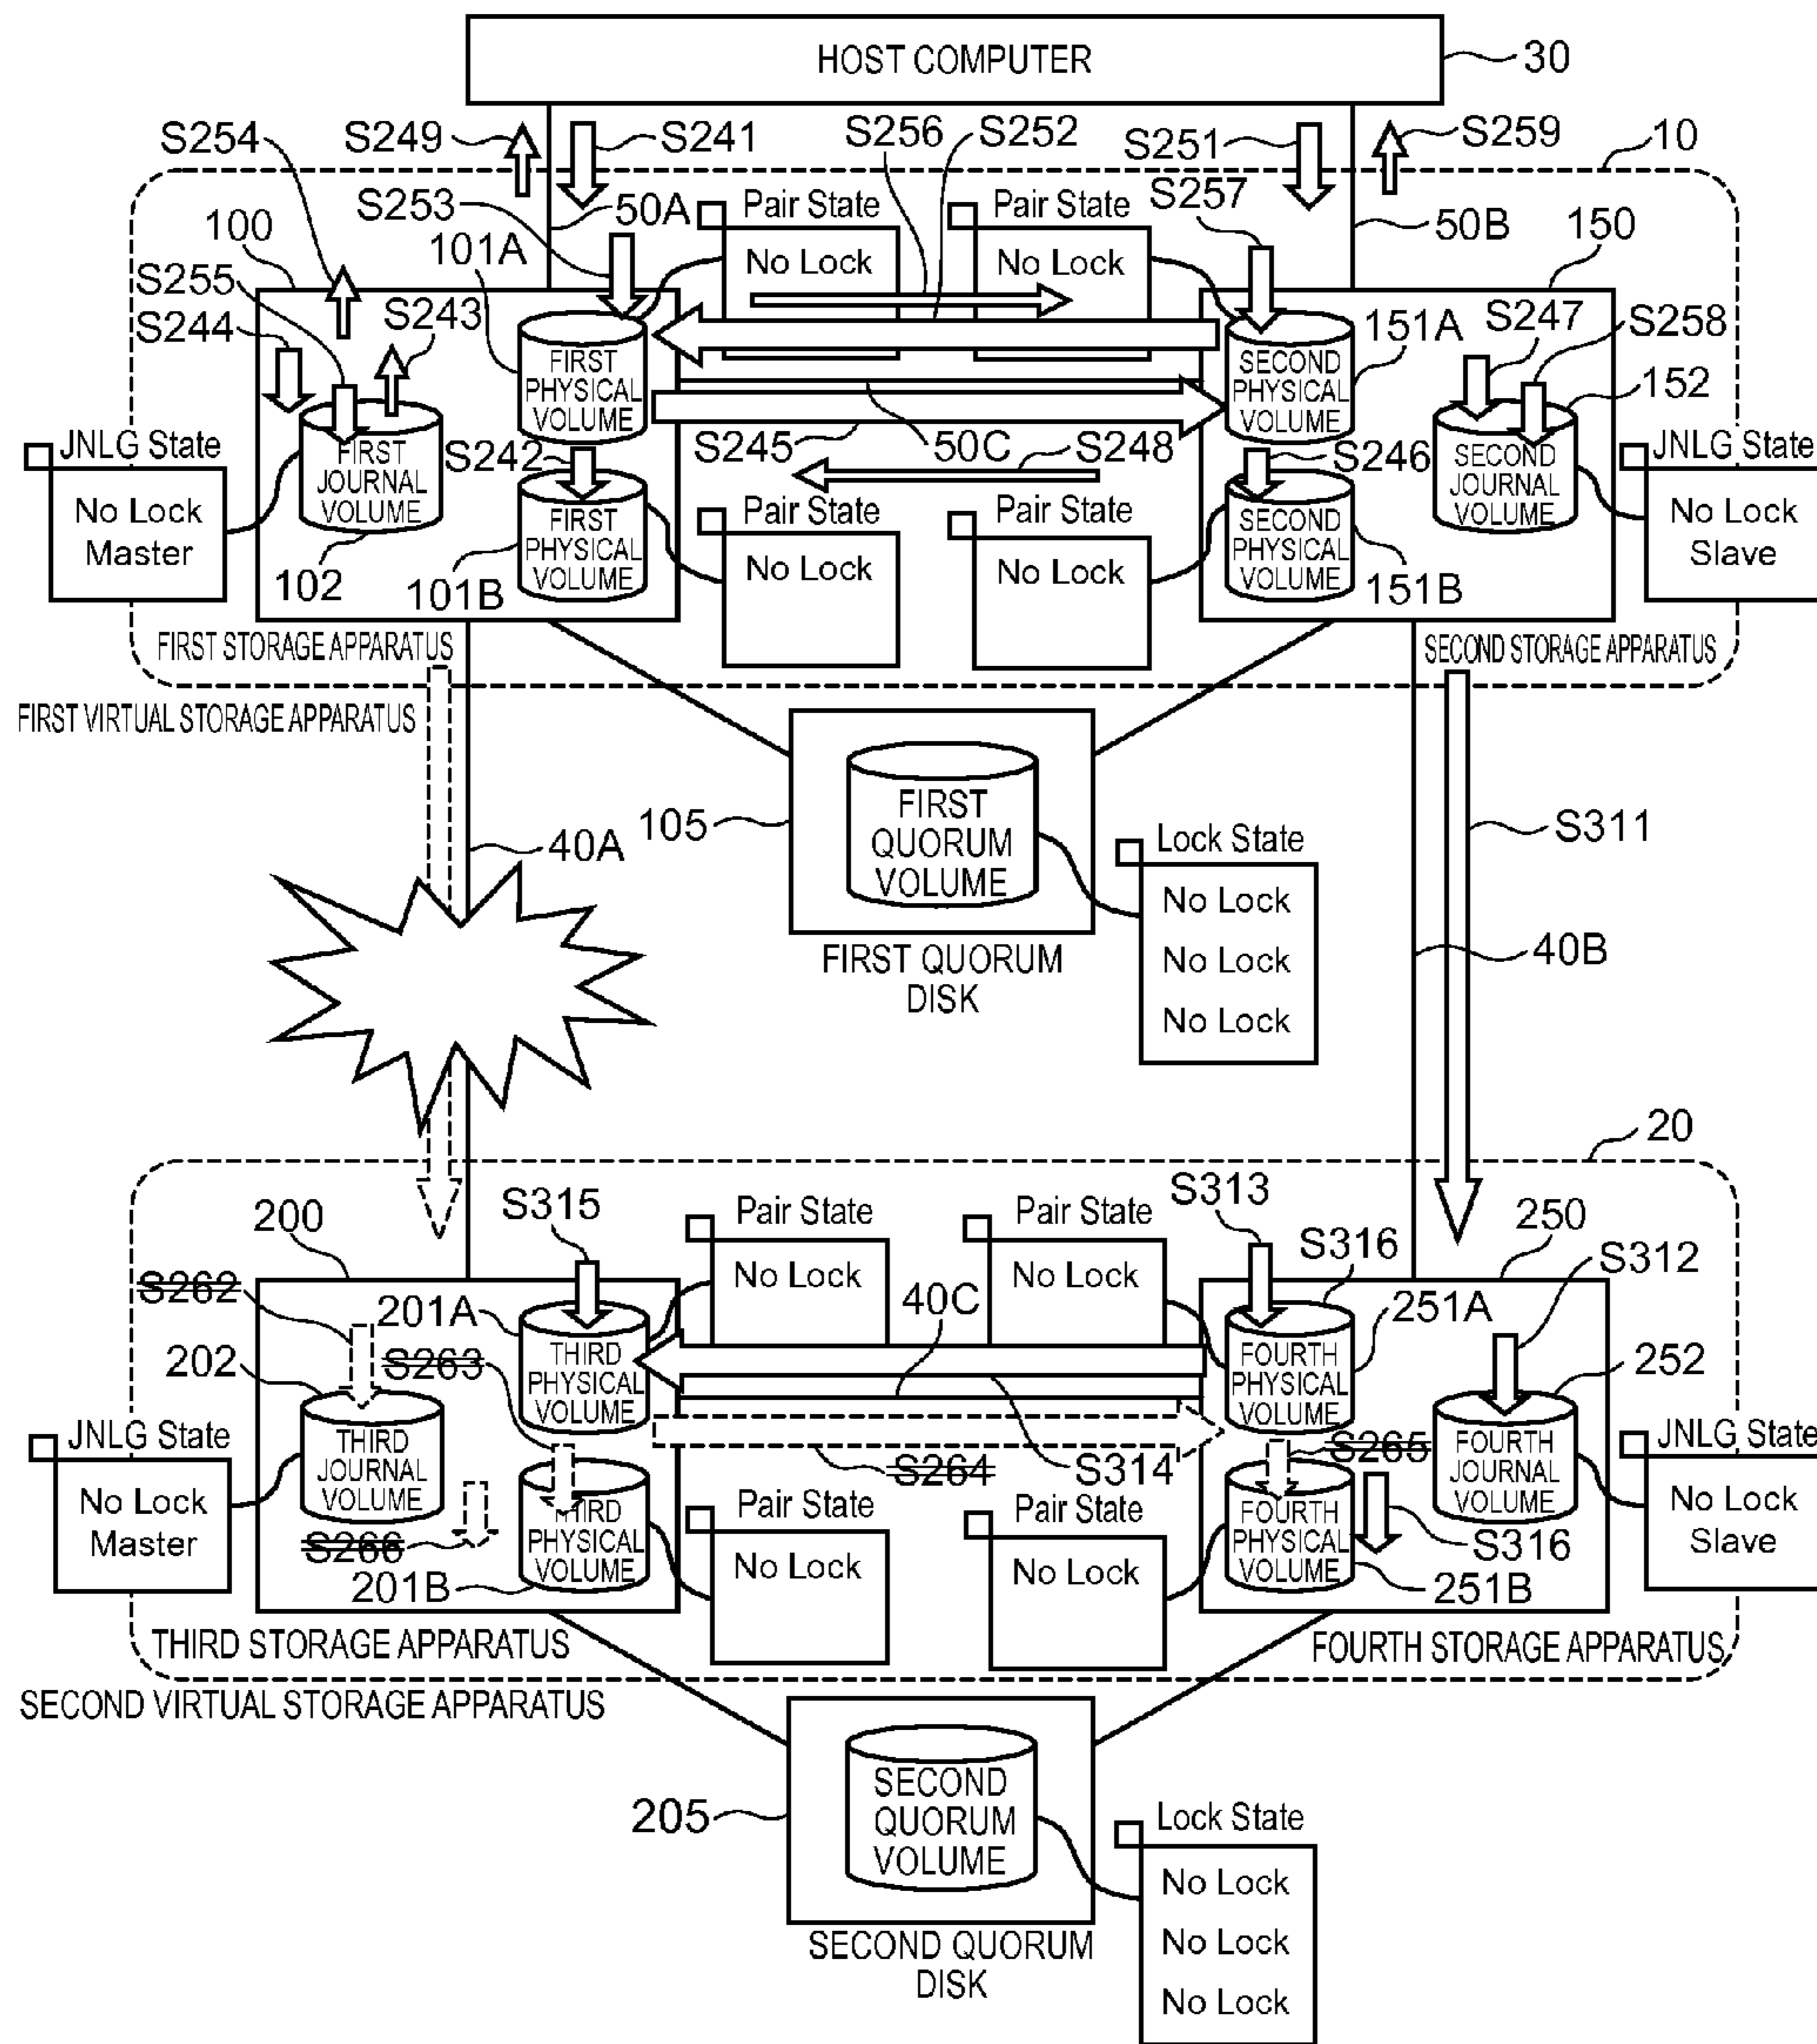 HOST COMPUTER
30
S254
S249
S241
S256
S252
S251
S259
10
S253
50A
Pair State
Pair State
S257
50B
100
101A
No Lock
No Lock
150
S255
S244
S243
151A
S247
S258
FIRST
PHYSICAL
VOLUME
SECOND
PHYSICAL
VOLUME
152
JNLG State
No Lock
Master
FIRST
JOURNAL
VOLUME
102
S242
S245
50C
S248
S246
SECOND
JOURNAL
VOLUME
JNLG State
No Lock
Slave
FIRST
PHYSICAL
VOLUME
101B
Pair State
No Lock
Pair State
No Lock
SECOND
PHYSICAL
VOLUME
151B
FIRST STORAGE APPARATUS
SECOND STORAGE APPARATUS
FIRST VIRTUAL STORAGE APPARATUS
105
FIRST
QUORUM
VOLUME
S311
40A
Lock State
No Lock
No Lock
No Lock
FIRST QUORUM
DISK
40B
20
200
S315
Pair State
No Lock
Pair State
No Lock
S313
S316
250
S312
S262
201A
40C
251A
202
S263
THIRD
PHYSICAL
VOLUME
FOURTH
PHYSICAL
VOLUME
252
JNLG State
No Lock
Master
THIRD
JOURNAL
VOLUME
S264
S314
S265
FOURTH
JOURNAL
VOLUME
JNLG State
No Lock
Slave
S266
THIRD
PHYSICAL
VOLUME
201B
Pair State
No Lock
Pair State
No Lock
FOURTH
PHYSICAL
VOLUME
S316
251B
THIRD STORAGE APPARATUS
FOURTH STORAGE APPARATUS
SECOND VIRTUAL STORAGE APPARATUS
205
SECOND
QUORUM
VOLUME
Lock State
No Lock
No Lock
No Lock
SECOND QUORUM
DISK